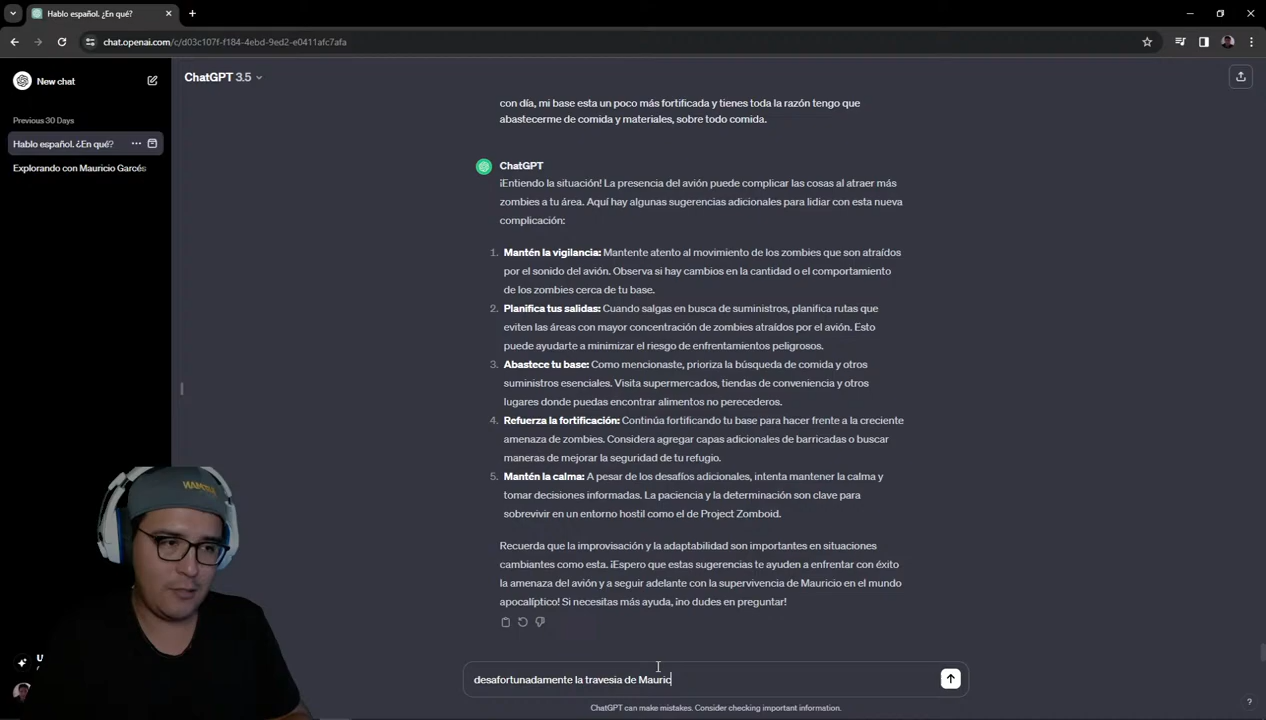 Hablo español. ¿En qué?
chat.openai.com/c/d03c107f-f184-4ebd-9ed2-e0411afc7afa
New chat
ChatGPT 3.5
Previous 30 Days
Hablo español. ¿En qué?
Explorando con Mauricio Garcés
con día, mi base esta un poco más fortificada y tienes toda la razón tengo que
abastecerme de comida y materiales, sobre todo comida.
ChatGPT
¡Entiendo la situación! La presencia del avión puede complicar las cosas al atraer más
zombies a tu área. Aquí hay algunas sugerencias adicionales para lidiar con esta nueva
complicación:
1. Mantén la vigilancia: Mantente atento al movimiento de los zombies que son atraídos
por el sonido del avión. Observa si hay cambios en la cantidad o el comportamiento
de los zombies cerca de tu base.
2. Planifica tus salidas: Cuando salgas en busca de suministros, planifica rutas que
eviten las áreas con mayor concentración de zombies atraídos por el avión. Esto
puede ayudarte a minimizar el riesgo de enfrentamientos peligrosos.
3. Abastece tu base: Como mencionaste, prioriza la búsqueda de comida y otros
suministros esenciales. Visita supermercados, tiendas de conveniencia y otros
lugares donde puedas encontrar alimentos no perecederos.
4. Refuerza la fortificación: Continúa fortificando tu base para hacer frente a la creciente
amenaza de zombies. Considera agregar capas adicionales de barricadas o buscar
maneras de mejorar la seguridad de tu refugio.
5. Mantén la calma: A pesar de los desafíos adicionales, intenta mantener la calma y
tomar decisiones informadas. La paciencia y la determinación son clave para
sobrevivir en un entorno hostil como el de Project Zomboid.
Recuerda que la improvisación y la adaptabilidad son importantes en situaciones
cambiantes como esta. ¡Espero que estas sugerencias te ayuden a enfrentar con éxito
la amenaza del avión y a seguir adelante con la supervivencia de Mauricio en el mundo
apocalíptico! Si necesitas más ayuda, ¡no dudes en preguntar!
desafortunadamente la travesia de Mauric
ChatGPT can make mistakes. Consider checking important information.
?